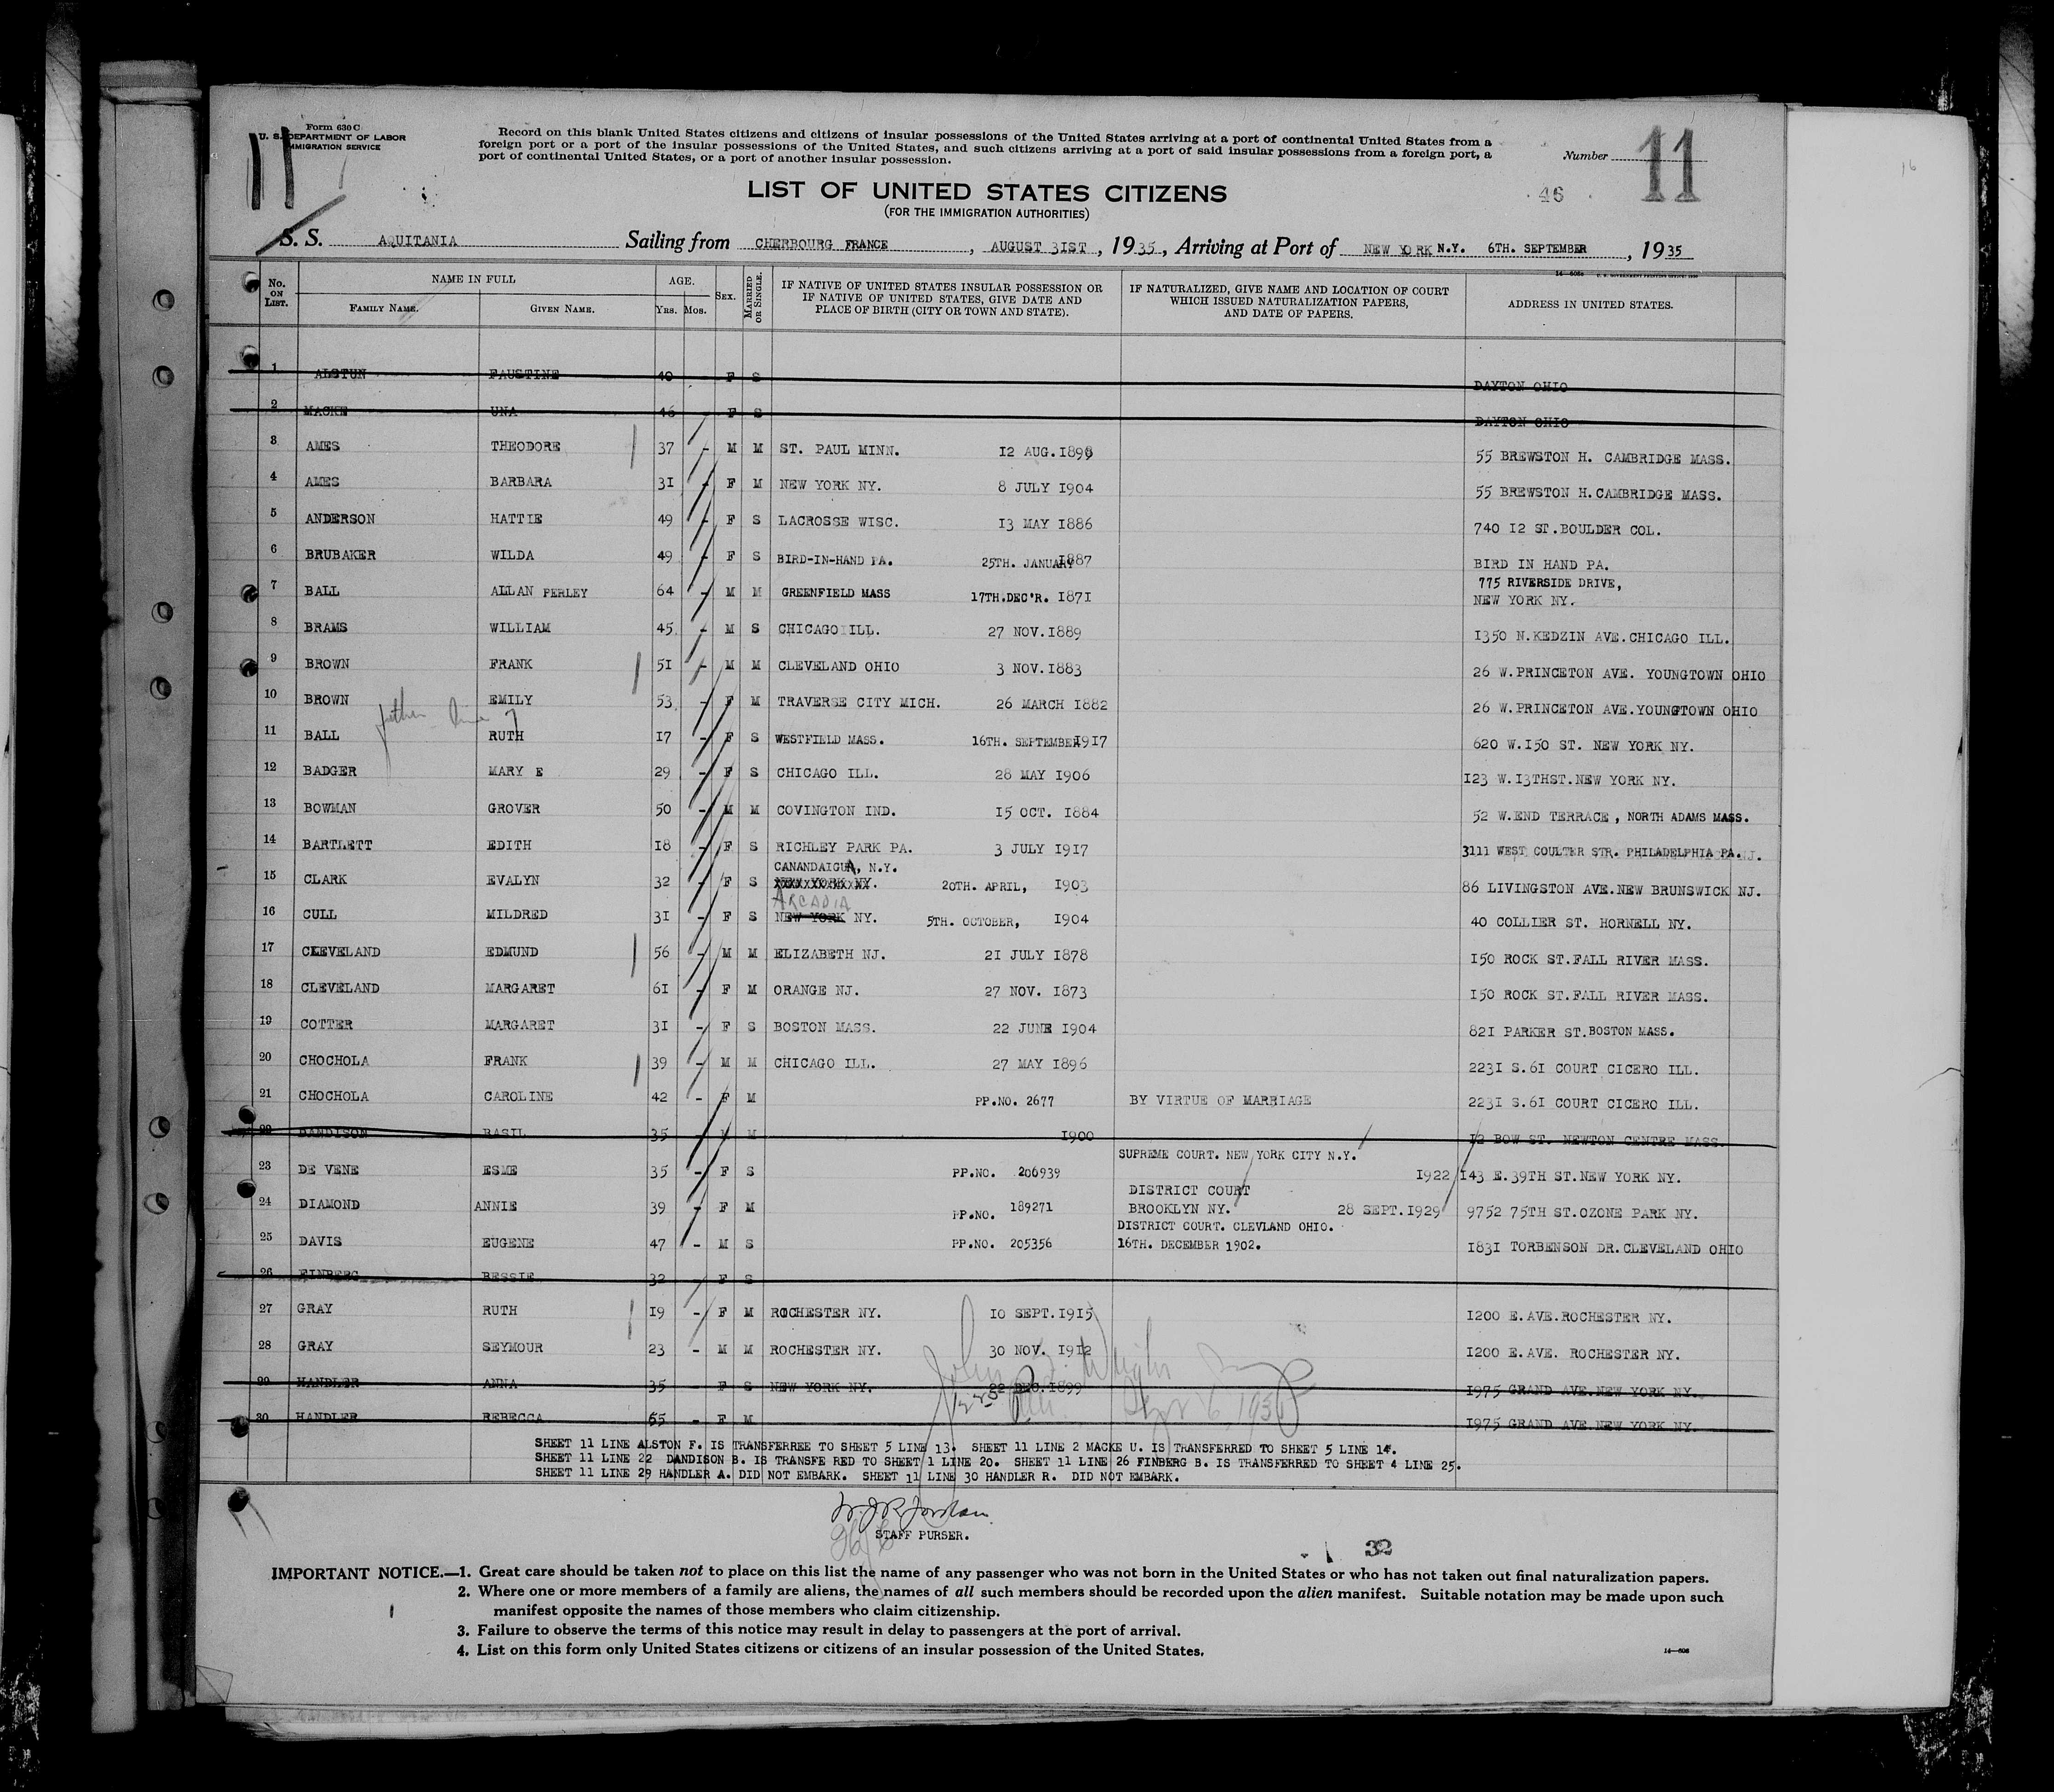 Form 630 C
U. S. DEPARTMENT OF LABOR
IMMIGRATION SERVICE
Record on this blank United States citizens and citizens of insular possessions of the United States arriving at a port of continental United States from a
foreign port or a port of the insular possessions of the United States, and such citizens arriving at a port of said insular possessions from a foreign port, a
port of continental United States, or a port of another insular possession.
Number 11
46
LIST OF UNITED STATES CITIZENS
(FOR THE IMMIGRATION AUTHORITIES)
S. S. AQUITANIA Sailing from CHERBOURG FRANCE, AUGUST 31ST, 1935, Arriving at Port of NEW YORK N.Y. 6TH. SEPTEMBER, 1935
No. ON LIST. NAME IN FULL FAMILY NAME. GIVEN NAME. AGE. YRS. MOS. SEX. MARRIED OR SINGLE. IF NATIVE OF UNITED STATES INSULAR POSSESSION OR IF NATIVE OF UNITED STATES, GIVE DATE AND PLACE OF BIRTH (CITY OR TOWN AND STATE). IF NATURALIZED, GIVE NAME AND LOCATION OF COURT WHICH ISSUED NATURALIZATION PAPERS, AND DATE OF PAPERS. ADDRESS IN UNITED STATES.
1 ALSTUN FAUSTINE 40 - F S DAYTON OHIO
2 MACKE UNA 46 - F S DAYTON OHIO
3 AMES THEODORE 37 - M M ST. PAUL MINN. 12 AUG. 1898 55 BREWSTON H. CAMBRIDGE MASS.
4 AMES BARBARA 31 - F M NEW YORK NY. 8 JULY 1904 55 BREWSTON H. CAMBRIDGE MASS.
5 ANDERSON HATTIE 49 - F S LACROSSE WISC. 13 MAY 1886 740 12 ST. BOULDER COL.
6 BRUBAKER WILDA 49 - F S BIRD-IN-HAND PA. 25TH. JANUARY 1887 BIRD IN HAND PA.
7 BALL ALLAN PERLEY 64 - M M GREENFIELD MASS 17TH. DEC'R. 1871 775 RIVERSIDE DRIVE,
NEW YORK NY.
8 BRAMS WILLIAM 45 - M S CHICAGO ILL. 27 NOV. 1889 1350 N. KEDZIN AVE. CHICAGO ILL.
9 BROWN FRANK 51 - M M CLEVELAND OHIO 3 NOV. 1883 26 W. PRINCETON AVE. YOUNGTOWN OHIO
10 BROWN EMILY 53 - F M TRAVERSE CITY MICH. 26 MARCH 1882 26 W. PRINCETON AVE. YOUNGTOWN OHIO
father line 7
11 BALL RUTH 17 - F S WESTFIELD MASS. 16TH. SEPTEMBER 1917 620 W. 150 ST. NEW YORK NY.
12 BADGER MARY E 29 - F S CHICAGO ILL. 28 MAY 1906 123 W. 13TH ST. NEW YORK NY.
13 BOWMAN GROVER 50 - M M COVINGTON IND. 15 OCT. 1884 52 W. END TERRACE, NORTH ADAMS MASS.
14 BARTLETT EDITH 18 - F S RICHLEY PARK PA. 3 JULY 1917 3111 WEST COULTER STR. PHILADELPHIA PA.
CANANDAIGUA, N.Y.
15 CLARK EVALYN 32 - F S NEW YORK NY. 20TH. APRIL, 1903 86 LIVINGSTON AVE. NEW BRUNSWICK NJ.
ARCADIA
16 CULL MILDRED 31 - F S NEW YORK NY. 5TH. OCTOBER, 1904 40 COLLIER ST. HORNELL NY.
17 CLEVELAND EDMUND 56 - M M ELIZABETH NJ. 21 JULY 1878 150 ROCK ST. FALL RIVER MASS.
18 CLEVELAND MARGARET 61 - F M ORANGE NJ. 27 NOV. 1873 150 ROCK ST. FALL RIVER MASS.
19 COTTER MARGARET 31 - F S BOSTON MASS. 22 JUNE 1904 821 PARKER ST. BOSTON MASS.
20 CHOCHOLA FRANK 39 - M M CHICAGO ILL. 27 MAY 1896 2231 S. 61 COURT CICERO ILL.
21 CHOCHOLA CAROLINE 42 - F M PP.NO. 2677 BY VIRTUE OF MARRIAGE 2231 S. 61 COURT CICERO ILL.
22 DANDISON BASIL 35 - M M 1900 12 BOW ST. NEWTON CENTRE MASS.
SUPREME COURT. NEW YORK CITY N.Y.
23 DE VENE ESME 35 - F S PP.NO. 206939 1922 143 E. 39TH ST. NEW YORK NY.
DISTRICT COURT
24 DIAMOND ANNIE 39 - F M PP.NO. 189271 BROOKLYN NY. 28 SEPT. 1929 9752 75TH ST. OZONE PARK NY.
DISTRICT COURT. CLEVLAND OHIO.
25 DAVIS EUGENE 47 - M S PP.NO. 205356 16TH. DECEMBER 1902. 1831 TORBENSON DR. CLEVELAND OHIO
26 FINBERG BESSIE 32 - F S
27 GRAY RUTH 19 - F M ROCHESTER NY. 10 SEPT. 1915 1200 E. AVE. ROCHESTER NY.
28 GRAY SEYMOUR 23 - M M ROCHESTER NY. 30 NOV. 1912 1200 E. AVE. ROCHESTER NY.
29 HANDLER ANNA 35 - F S NEW YORK NY. 22 DEC. 1899 1975 GRAND AVE. NEW YORK NY.
30 HANDLER REBECCA 65 - F M 1975 GRAND AVE NEW YORK NY.
SHEET 11 LINE ALSTON F. IS TRANSFERREE TO SHEET 5 LINE 13. SHEET 11 LINE 2 MACKE U. IS TRANSFERRED TO SHEET 5 LINE 14.
SHEET 11 LINE 22 DANDISON B. IS TRANSFE RED TO SHEET 1 LINE 20. SHEET 11 LINE 26 FINBERG B. IS TRANSFERRED TO SHEET 4 LINE 25.
SHEET 11 LINE 29 HANDLER A. DID NOT EMBARK. SHEET 11 LINE 30 HANDLER R. DID NOT EMBARK.
STAFF PURSER.
32
IMPORTANT NOTICE.—1. Great care should be taken not to place on this list the name of any passenger who was not born in the United States or who has not taken out final naturalization papers.
2. Where one or more members of a family are aliens, the names of all such members should be recorded upon the alien manifest. Suitable notation may be made upon such
manifest opposite the names of those members who claim citizenship.
3. Failure to observe the terms of this notice may result in delay to passengers at the port of arrival.
4. List on this form only United States citizens or citizens of an insular possession of the United States.